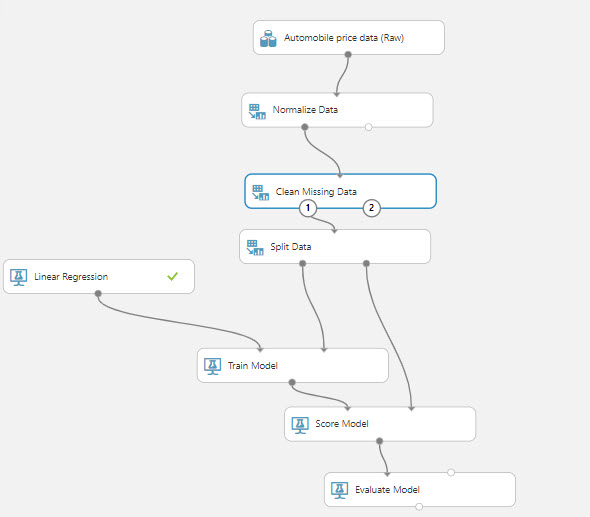 Automobile price data (Raw)
Normalize Data
Clean Missing Data
1
2
Split Data
Linear Regression
Train Model
Score Model
Evaluate Model